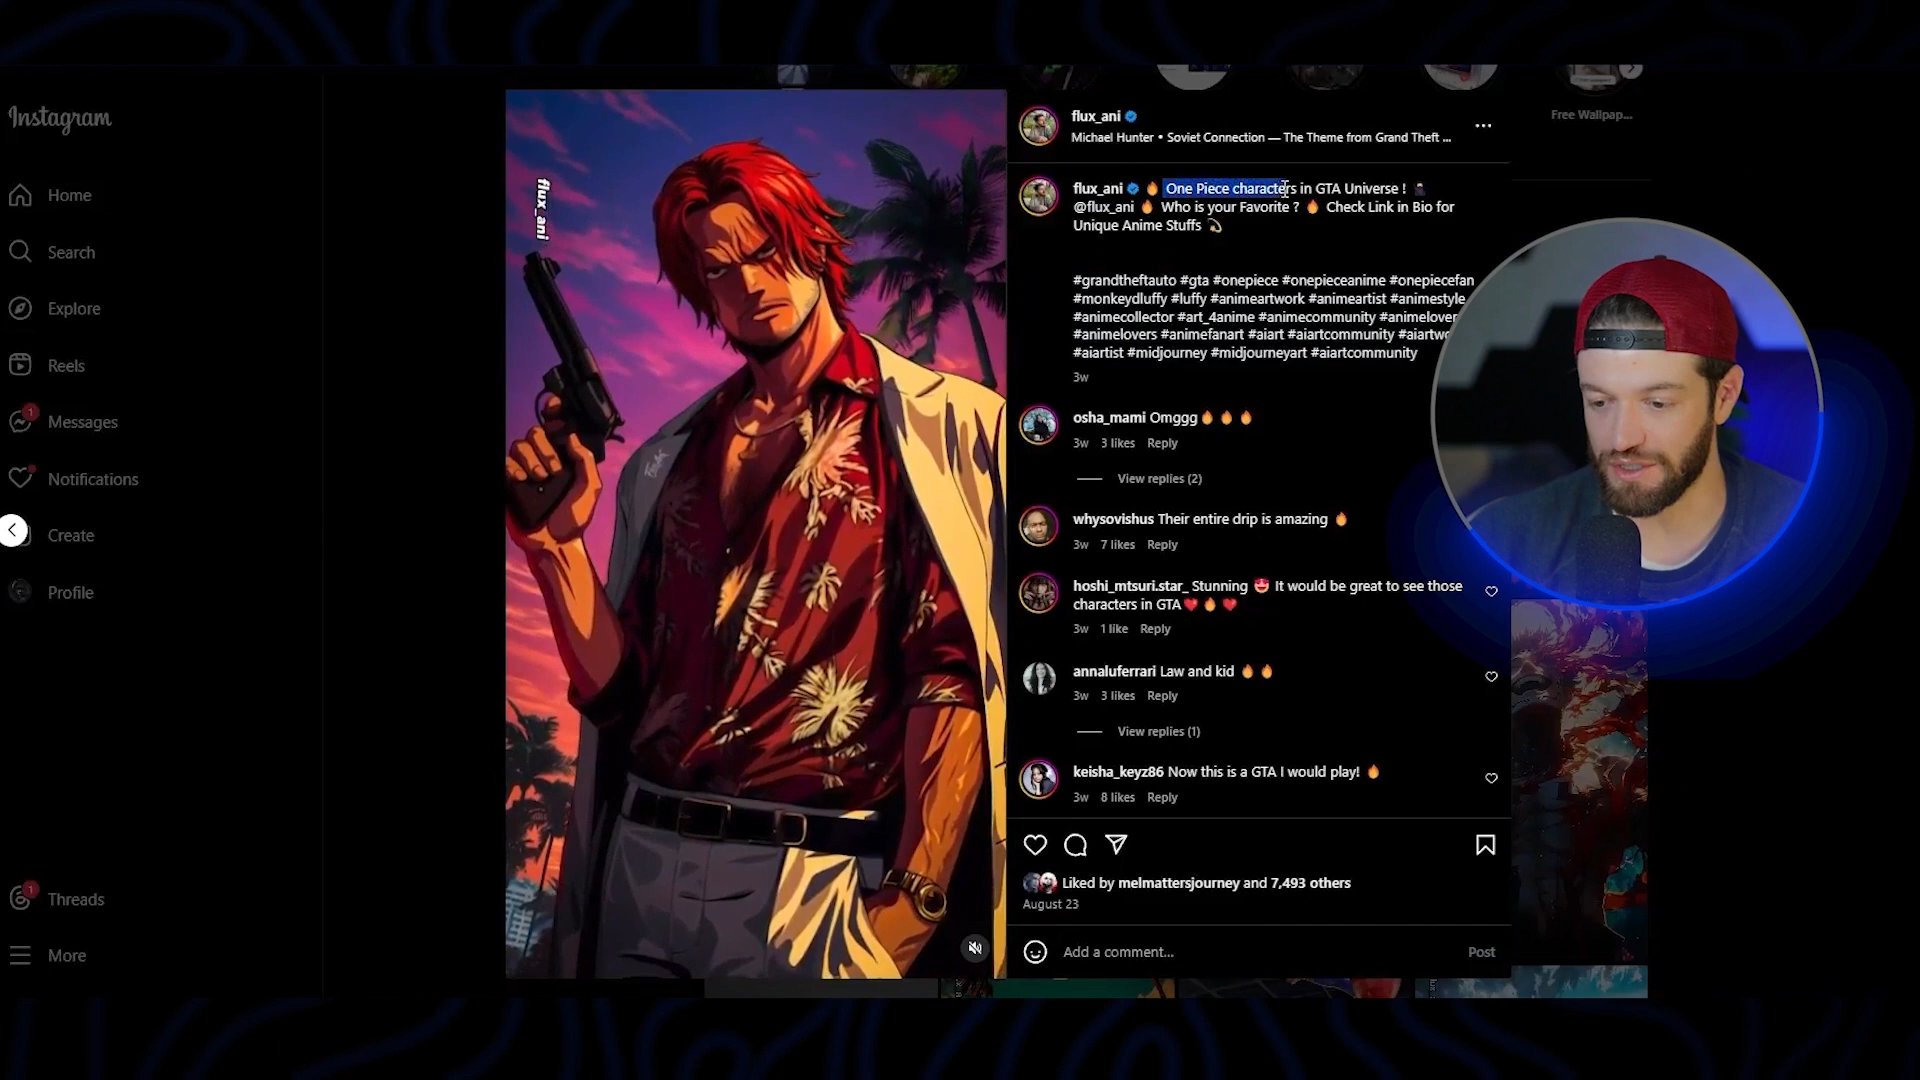 Instagram
Home
Search
Explore
Reels
1
Messages
Notifications
Create
Profile
1
Threads
More
flux_ani
Free Wallpap...
flux_ani
Michael Hunter • Soviet Connection — The Theme from Grand Theft ...
flux_ani 🔥 One Piece characters in GTA Universe !
@flux_ani 🔥 Who is your Favorite ? 🔥 Check Link in Bio for
Unique Anime Stuffs 💫
#grandtheftauto #gta #onepiece #onepieceanime #onepiecefan
#monkeydluffy #luffy #animeartwork #animeartist #animestyle
#animecollector #art_4anime #animecommunity #animelover
#animelovers #animefanart #aiart #aiartcommunity #aiartwo
#aiartist #midjourney #midjourneyart #aiartcommunity
3w
osha_mami Omggg🔥 🔥 🔥
3w 3 likes Reply
View replies (2)
whysovishus Their entire drip is amazing 🔥
3w 7 likes Reply
hoshi_mtsuri.star_ Stunning 😍 It would be great to see those
characters in GTA❤️ 🔥 ❤️
3w 1 like Reply
annaluferrari Law and kid 🔥 🔥
3w 3 likes Reply
View replies (1)
keisha_keyz86 Now this is a GTA I would play! 🔥
3w 8 likes Reply
Liked by melmattersjourney and 7,493 others
August 23
Add a comment...
Post